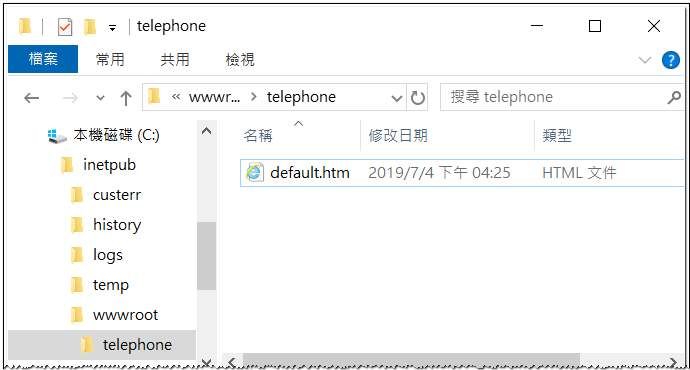 telephone
檔案 常用 共用 檢視
« wwwr... › telephone 搜尋 telephone
名稱 修改日期 類型
本機磁碟 (C:)
inetpub
default.htm 2019/7/4 下午 04:25 HTML 文件
custerr
history
logs
temp
wwwroot
telephone